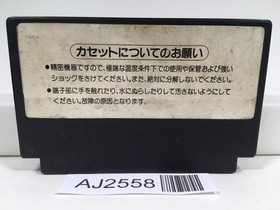 カセットについてのお願い
●精密機器ですので、極端な温度条件下での使用や保管および強い
ショックをさけてください。また、絶対に分解しないでください。
●端子部に手を触れたり、水にぬらしたりして汚さないようにし
てください。故障の原因となります。
AJ2558